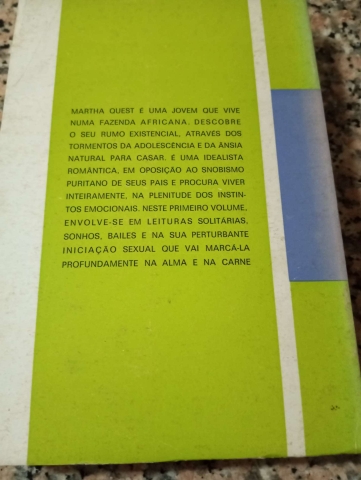 MARTHA QUEST É UMA JOVEM QUE VIVE
NUMA FAZENDA AFRICANA. DESCOBRE
O SEU RUMO EXISTENCIAL, ATRAVÉS DOS
TORMENTOS DA ADOLESCÊNCIA E DA ÂNSIA
NATURAL PARA CASAR. É UMA IDEALISTA
ROMÂNTICA, EM OPOSIÇÃO AO SNOBISMO
PURITANO DE SEUS PAIS E PROCURA VIVER
INTEIRAMENTE, NA PLENITUDE DOS INSTIN-
TOS EMOCIONAIS. NESTE PRIMEIRO VOLUME,
ENVOLVE-SE EM LEITURAS SOLITÁRIAS,
SONHOS, BAILES E NA SUA PERTURBANTE
INICIAÇÃO SEXUAL QUE VAI MARCÁ-LA
PROFUNDAMENTE NA ALMA E NA CARNE